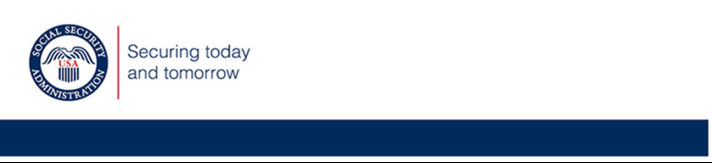 SOCIAL SECURITY
USA
ADMINISTRATION
Securing today
and tomorrow